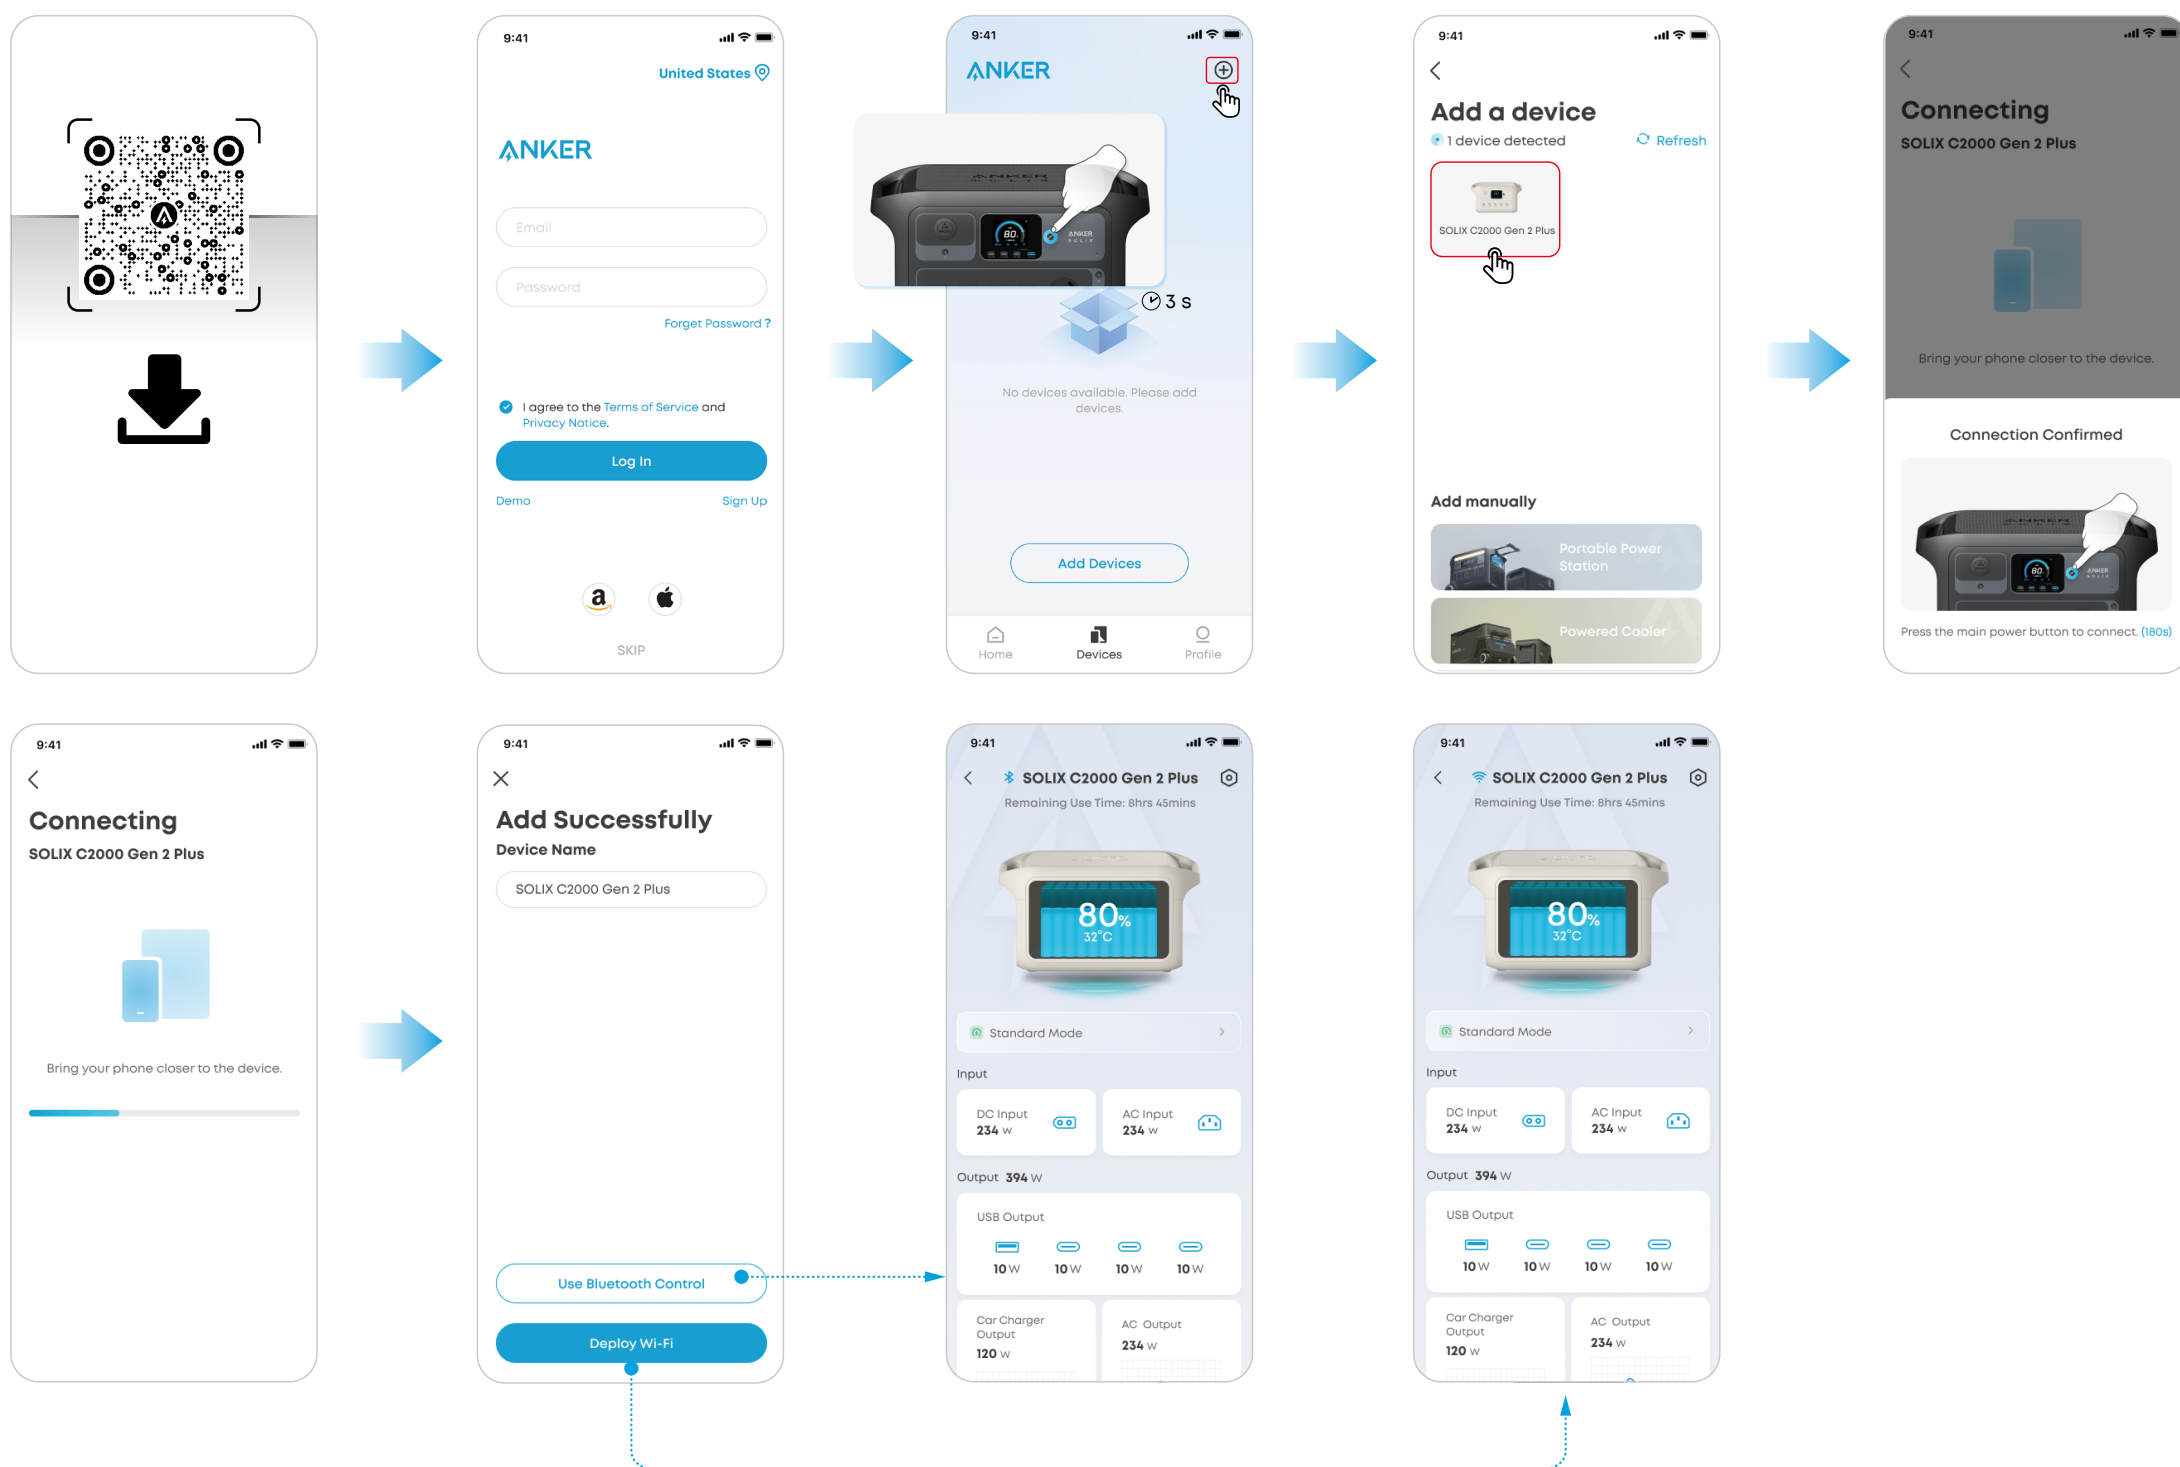 9:41
United States
ANKER
Email
Password
Forget Password ?
I agree to the Terms of Service and
Privacy Notice.
Log In
Demo
Sign Up
a
SKIP
9:41
ANKER
ANKER
SOLIX
80
ANKER
SOLIX
3 s
No devices available. Please add
devices.
Add Devices
Home
Devices
Profile
9:41
Add a device
1 device detected
Refresh
SOLIX C2000 Gen 2 Plus
Add manually
Portable Power
Station
Powered Cooler
9:41
Connecting
SOLIX C2000 Gen 2 Plus
Bring your phone closer to the device.
Connection Confirmed
ANKER
SOLIX
80
ANKER
SOLIX
Press the main power button to connect. (180s)
9:41
Connecting
SOLIX C2000 Gen 2 Plus
Bring your phone closer to the device.
9:41
Add Successfully
Device Name
SOLIX C2000 Gen 2 Plus
Use Bluetooth Control
Deploy Wi-Fi
9:41
SOLIX C2000 Gen 2 Plus
Remaining Use Time: 8hrs 45mins
80%
32°C
Standard Mode
Input
DC Input
234 W
AC Input
234 W
Output 394 W
USB Output
10 W 10 W 10 W 10 W
Car Charger
Output
120 W
AC Output
234 W
9:41
SOLIX C2000 Gen 2 Plus
Remaining Use Time: 8hrs 45mins
80%
32°C
Standard Mode
Input
DC Input
234 W
AC Input
234 W
Output 394 W
USB Output
10 W 10 W 10 W 10 W
Car Charger
Output
120 W
AC Output
234 W